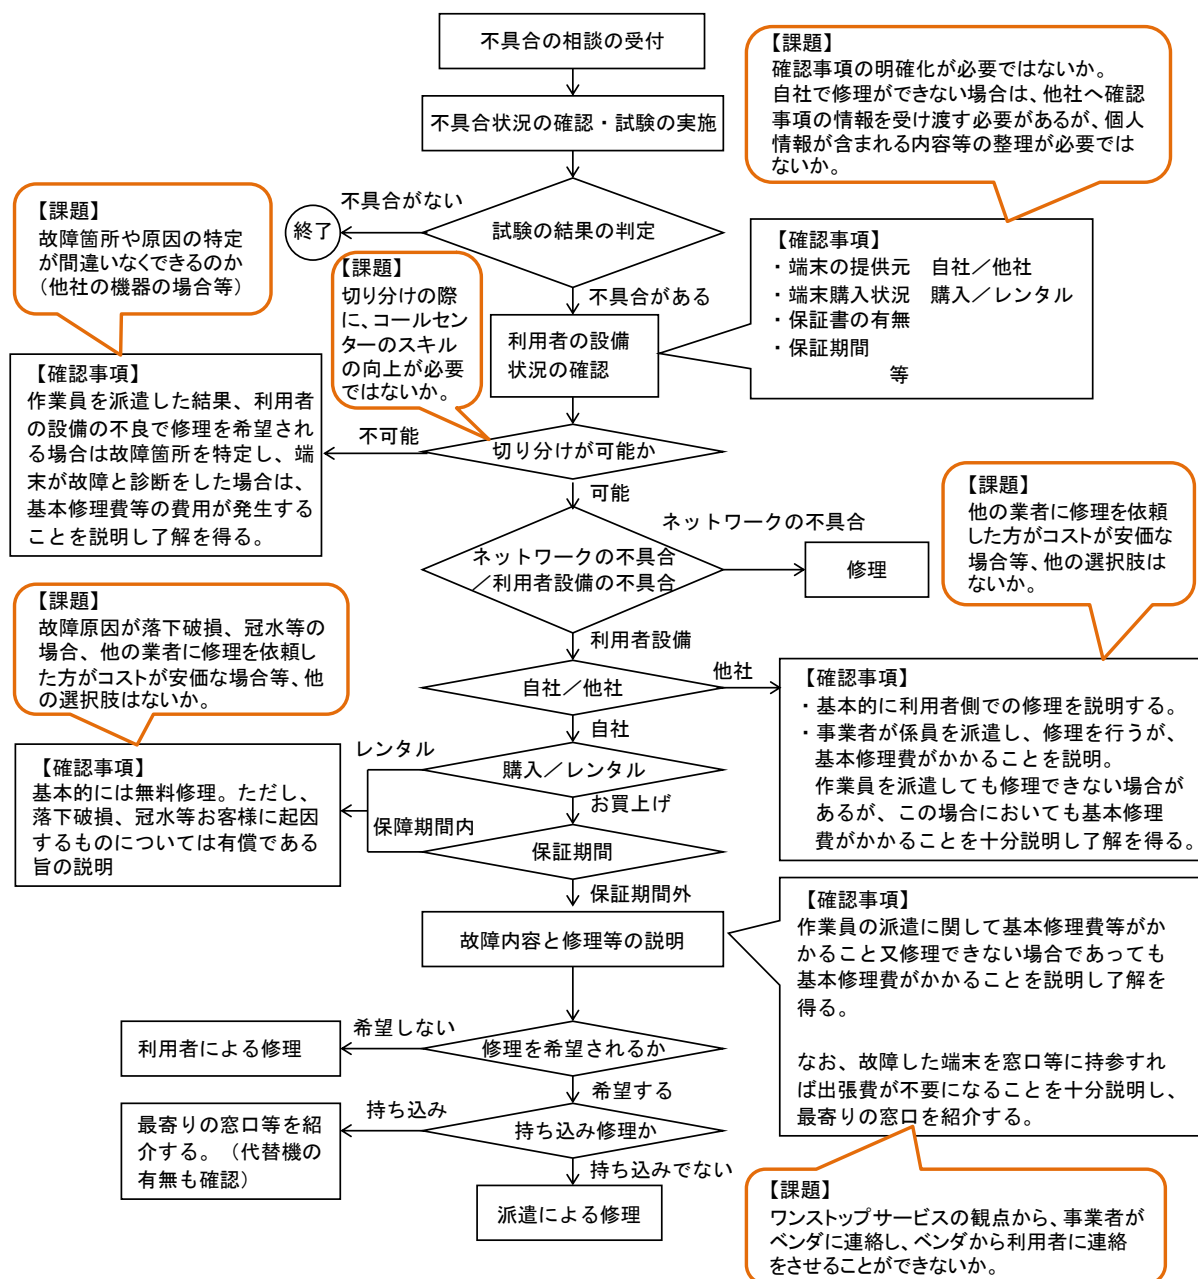 不具合の相談の受付
【課題】
確認事項の明確化が必要ではないか。
自社で修理ができない場合は、他社へ確認
事項の情報を受け渡す必要があるが、個人
情報が含まれる内容等の整理が必要では
ないか。
不具合状況の確認・試験の実施
【課題】
故障箇所や原因の特定
が間違いなくできるのか
（他社の機器の場合等）
不具合がない
終了
試験の結果の判定
【確認事項】
・端末の提供元　自社／他社
・端末購入状況　購入／レンタル
・保証書の有無
・保証期間
等
【課題】
切り分けの際
に、コールセン
ターのスキル
の向上が必要
ではないか。
不具合がある
利用者の設備
状況の確認
【確認事項】
作業員を派遣した結果、利用者
の設備の不良で修理を希望され
る場合は故障箇所を特定し、端
末が故障と診断をした場合は、
基本修理費等の費用が発生する
ことを説明し了解を得る。
不可能
切り分けが可能か
可能
【課題】
他の業者に修理を依頼
した方がコストが安価な
場合等、他の選択肢は
ないか。
ネットワークの不具合
ネットワークの不具合
／利用者設備の不具合
修理
【課題】
故障原因が落下破損、冠水等の
場合、他の業者に修理を依頼し
た方がコストが安価な場合等、他
の選択肢はないか。
利用者設備
自社／他社
他社
【確認事項】
・基本的に利用者側での修理を説明する。
・事業者が係員を派遣し、修理を行うが、
基本修理費がかかることを説明。
作業員を派遣しても修理できない場合が
あるが、この場合においても基本修理
費がかかることを十分説明し了解を得る。
自社
レンタル
購入／レンタル
【確認事項】
基本的には無料修理。ただし、
落下破損、冠水等お客様に起因
するものについては有償である
旨の説明
お買上げ
保障期間内
保証期間
保証期間外
故障内容と修理等の説明
【確認事項】
作業員の派遣に関して基本修理費等がか
かること又修理できない場合であっても
基本修理費がかかることを説明し了解を
得る。
なお、故障した端末を窓口等に持参すれ
ば出張費が不要になることを十分説明し、
最寄りの窓口を紹介する。
希望しない
利用者による修理
修理を希望されるか
希望する
最寄りの窓口等を紹
介する。（代替機の
有無も確認）
持ち込み
持ち込み修理か
持ち込みでない
派遣による修理
【課題】
ワンストップサービスの観点から、事業者が
ベンダに連絡し、ベンダから利用者に連絡
をさせることができないか。